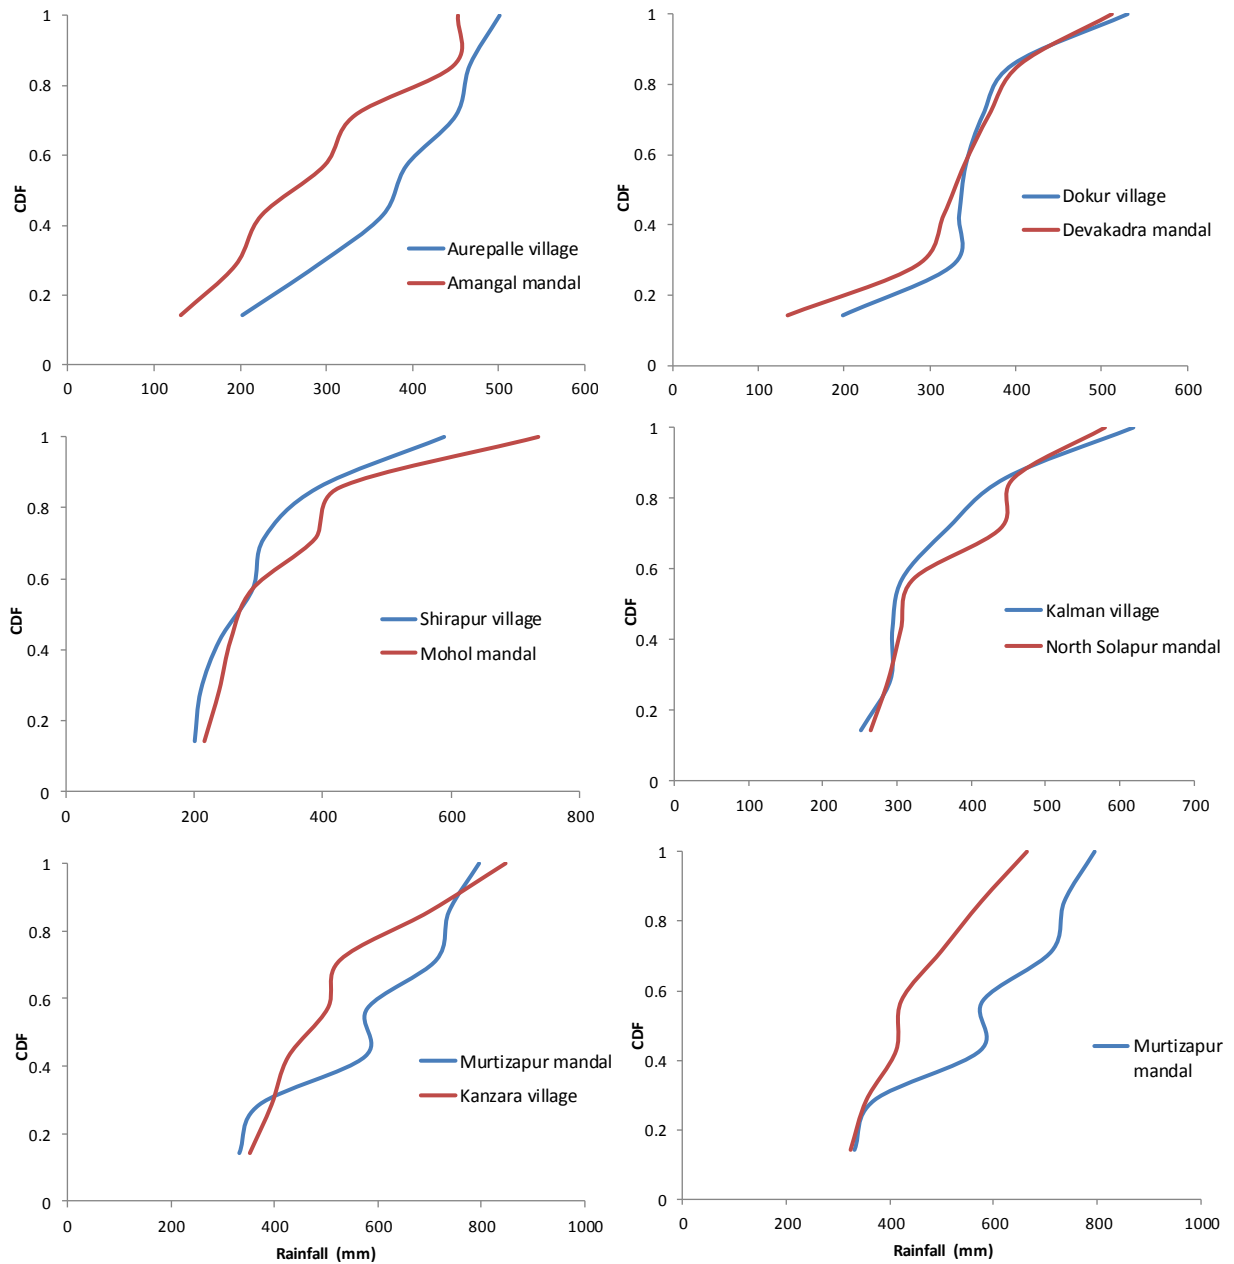 1
0.8
0.6
0.4
0.2
0
CDF
Aurepalle village
Amangal mandal
0 100 200 300 400 500 600
1
0.8
0.6
0.4
0.2
0
CDF
Dokur village
Devakadra mandal
0 100 200 300 400 500 600
1
0.8
0.6
0.4
0.2
0
CDF
Shirapur village
Mohol mandal
0 200 400 600 800
1
0.8
0.6
0.4
0.2
0
CDF
Kalman village
North Solapur mandal
0 100 200 300 400 500 600 700
1
0.8
0.6
0.4
0.2
0
CDF
Murtizapur mandal
Kanzara village
0 200 400 600 800 1000
Rainfall (mm)
1
0.8
0.6
0.4
0.2
0
CDF
Murtizapur
mandal
0 200 400 600 800 1000
Rainfall (mm)